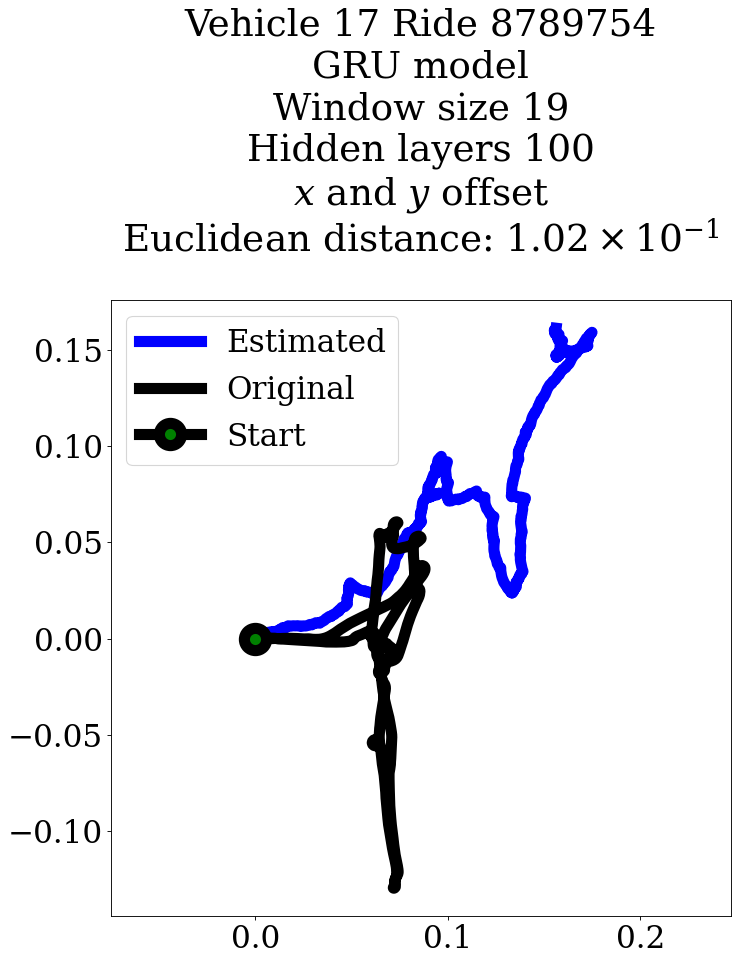 Vehicle 17 Ride 8789754
GRU model
Window size 19
Hidden layers 100
x and y offset
Euclidean distance: 1.02 × 10⁻¹
Estimated
Original
Start
0.15
0.10
0.05
0.00
−0.05
−0.10
0.0 0.1 0.2